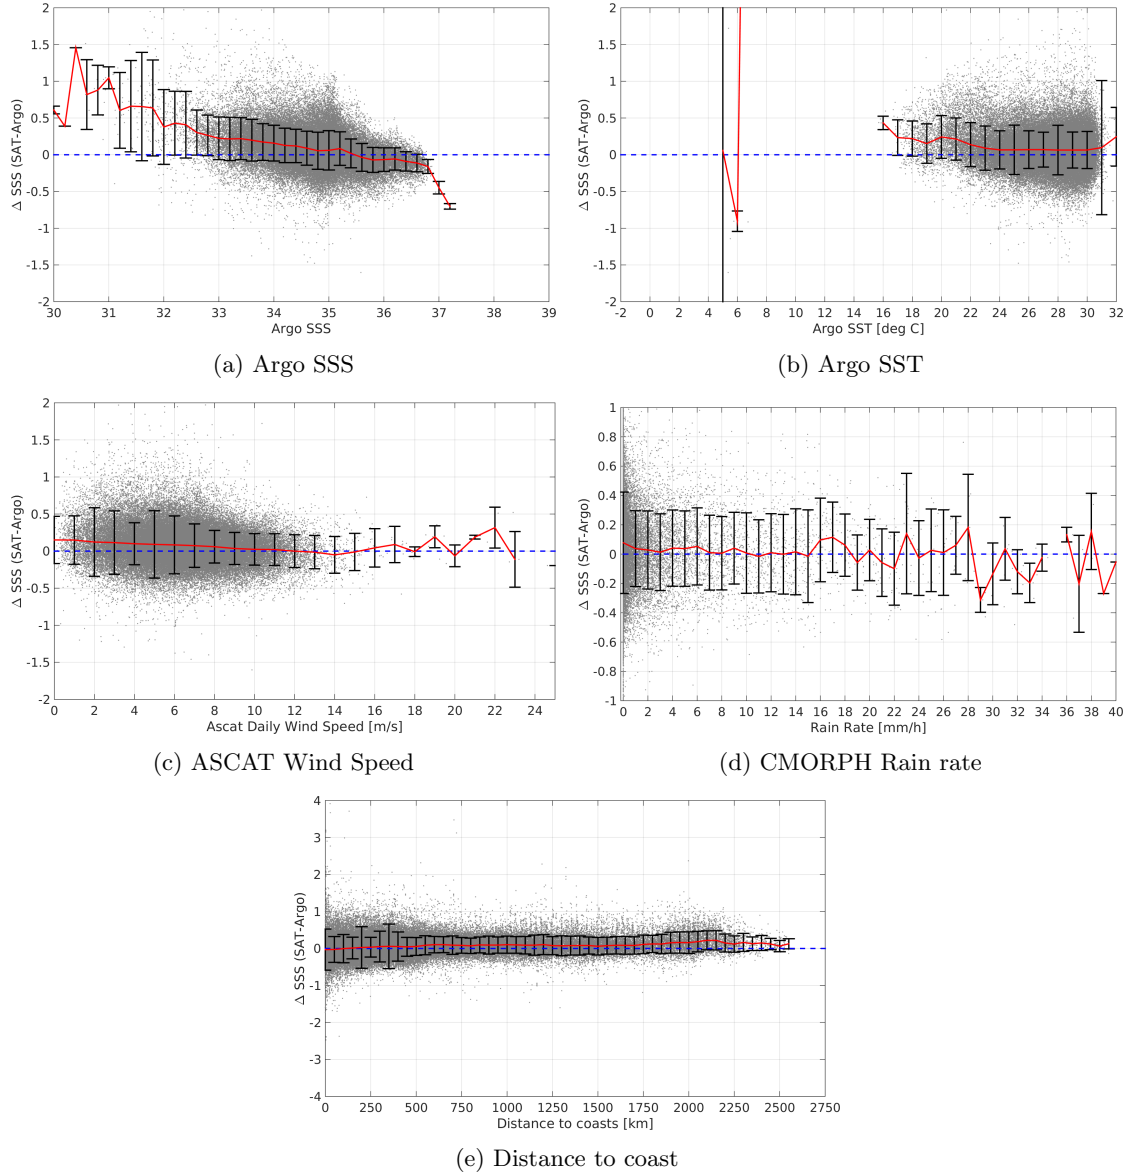 2
1.5
1
0.5
0
-0.5
-1
-1.5
-2
Δ SSS (SAT-Argo)
30 31 32 33 34 35 36 37 38 39
Argo SSS
(a) Argo SSS
2
1.5
1
0.5
0
-0.5
-1
-1.5
-2
Δ SSS (SAT-Argo)
-2 0 2 4 6 8 10 12 14 16 18 20 22 24 26 28 30 32
Argo SST [deg C]
(b) Argo SST
2
1.5
1
0.5
0
-0.5
-1
-1.5
-2
Δ SSS (SAT-Argo)
0 2 4 6 8 10 12 14 16 18 20 22 24
Ascat Daily Wind Speed [m/s]
(c) ASCAT Wind Speed
1
0.8
0.6
0.4
0.2
0
-0.2
-0.4
-0.6
-0.8
-1
Δ SSS (SAT-Argo)
0 2 4 6 8 10 12 14 16 18 20 22 24 26 28 30 32 34 36 38 40
Rain Rate [mm/h]
(d) CMORPH Rain rate
4
3
2
1
0
-1
-2
-3
-4
Δ SSS (SAT-Argo)
0 250 500 750 1000 1250 1500 1750 2000 2250 2500 2750
Distance to coasts [km]
(e) Distance to coast